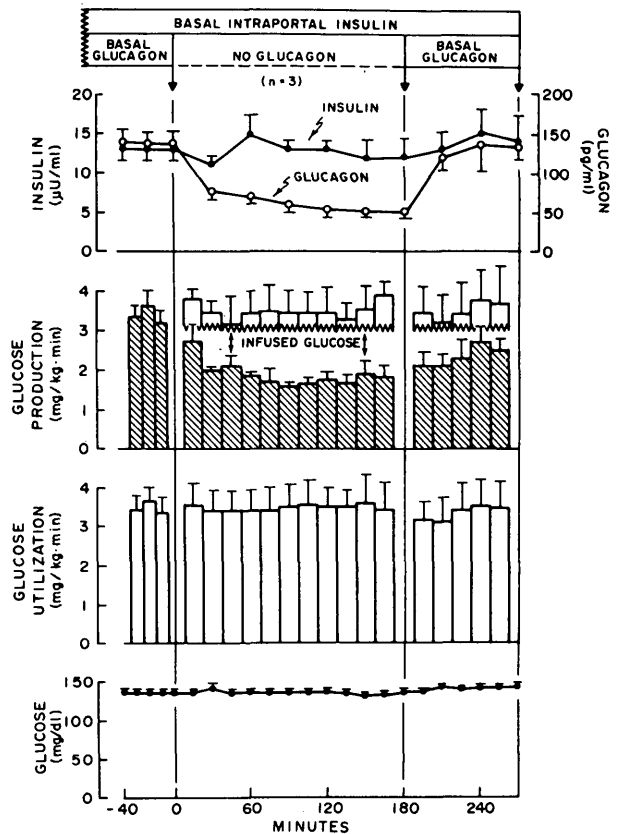 BASAL INTRAPORTAL INSULIN
BASAL GLUCAGON
NO GLUCAGON
BASAL GLUCAGON
(n=3)
20
15
10
5
0
INSULIN
(μU/ml)
INSULIN
GLUCAGON
200
150
100
50
0
GLUCAGON
(pg/ml)
4
3
2
1
0
GLUCOSE
PRODUCTION
(mg/kg·min)
INFUSED GLUCOSE
4
3
2
1
0
GLUCOSE
UTILIZATION
(mg/kg·min)
150
100
50
0
GLUCOSE
(mg/dl)
-40 0 60 120 180 240
MINUTES